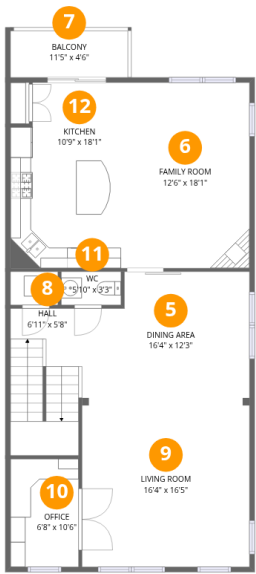 7
BALCONY
11'5" x 4'6"
12
KITCHEN
10'9" x 18'1"
6
FAMILY ROOM
12'6" x 18'1"
11
WC
5'10" x 3'3"
8
HALL
6'11" x 5'8"
5
DINING AREA
16'4" x 12'3"
9
LIVING ROOM
16'4" x 16'5"
10
OFFICE
6'8" x 10'6"